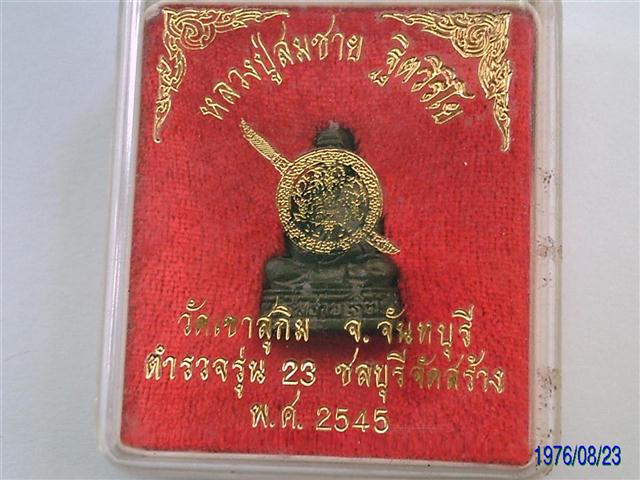 หลวงปู่สมชาย ฐิตวิริโย
วัดเขาสุกิม จ.จันทบุรี
ตำรวจรุ่น 23 ชลบุรีจัดสร้าง
พ.ศ. 2545
1976/08/23